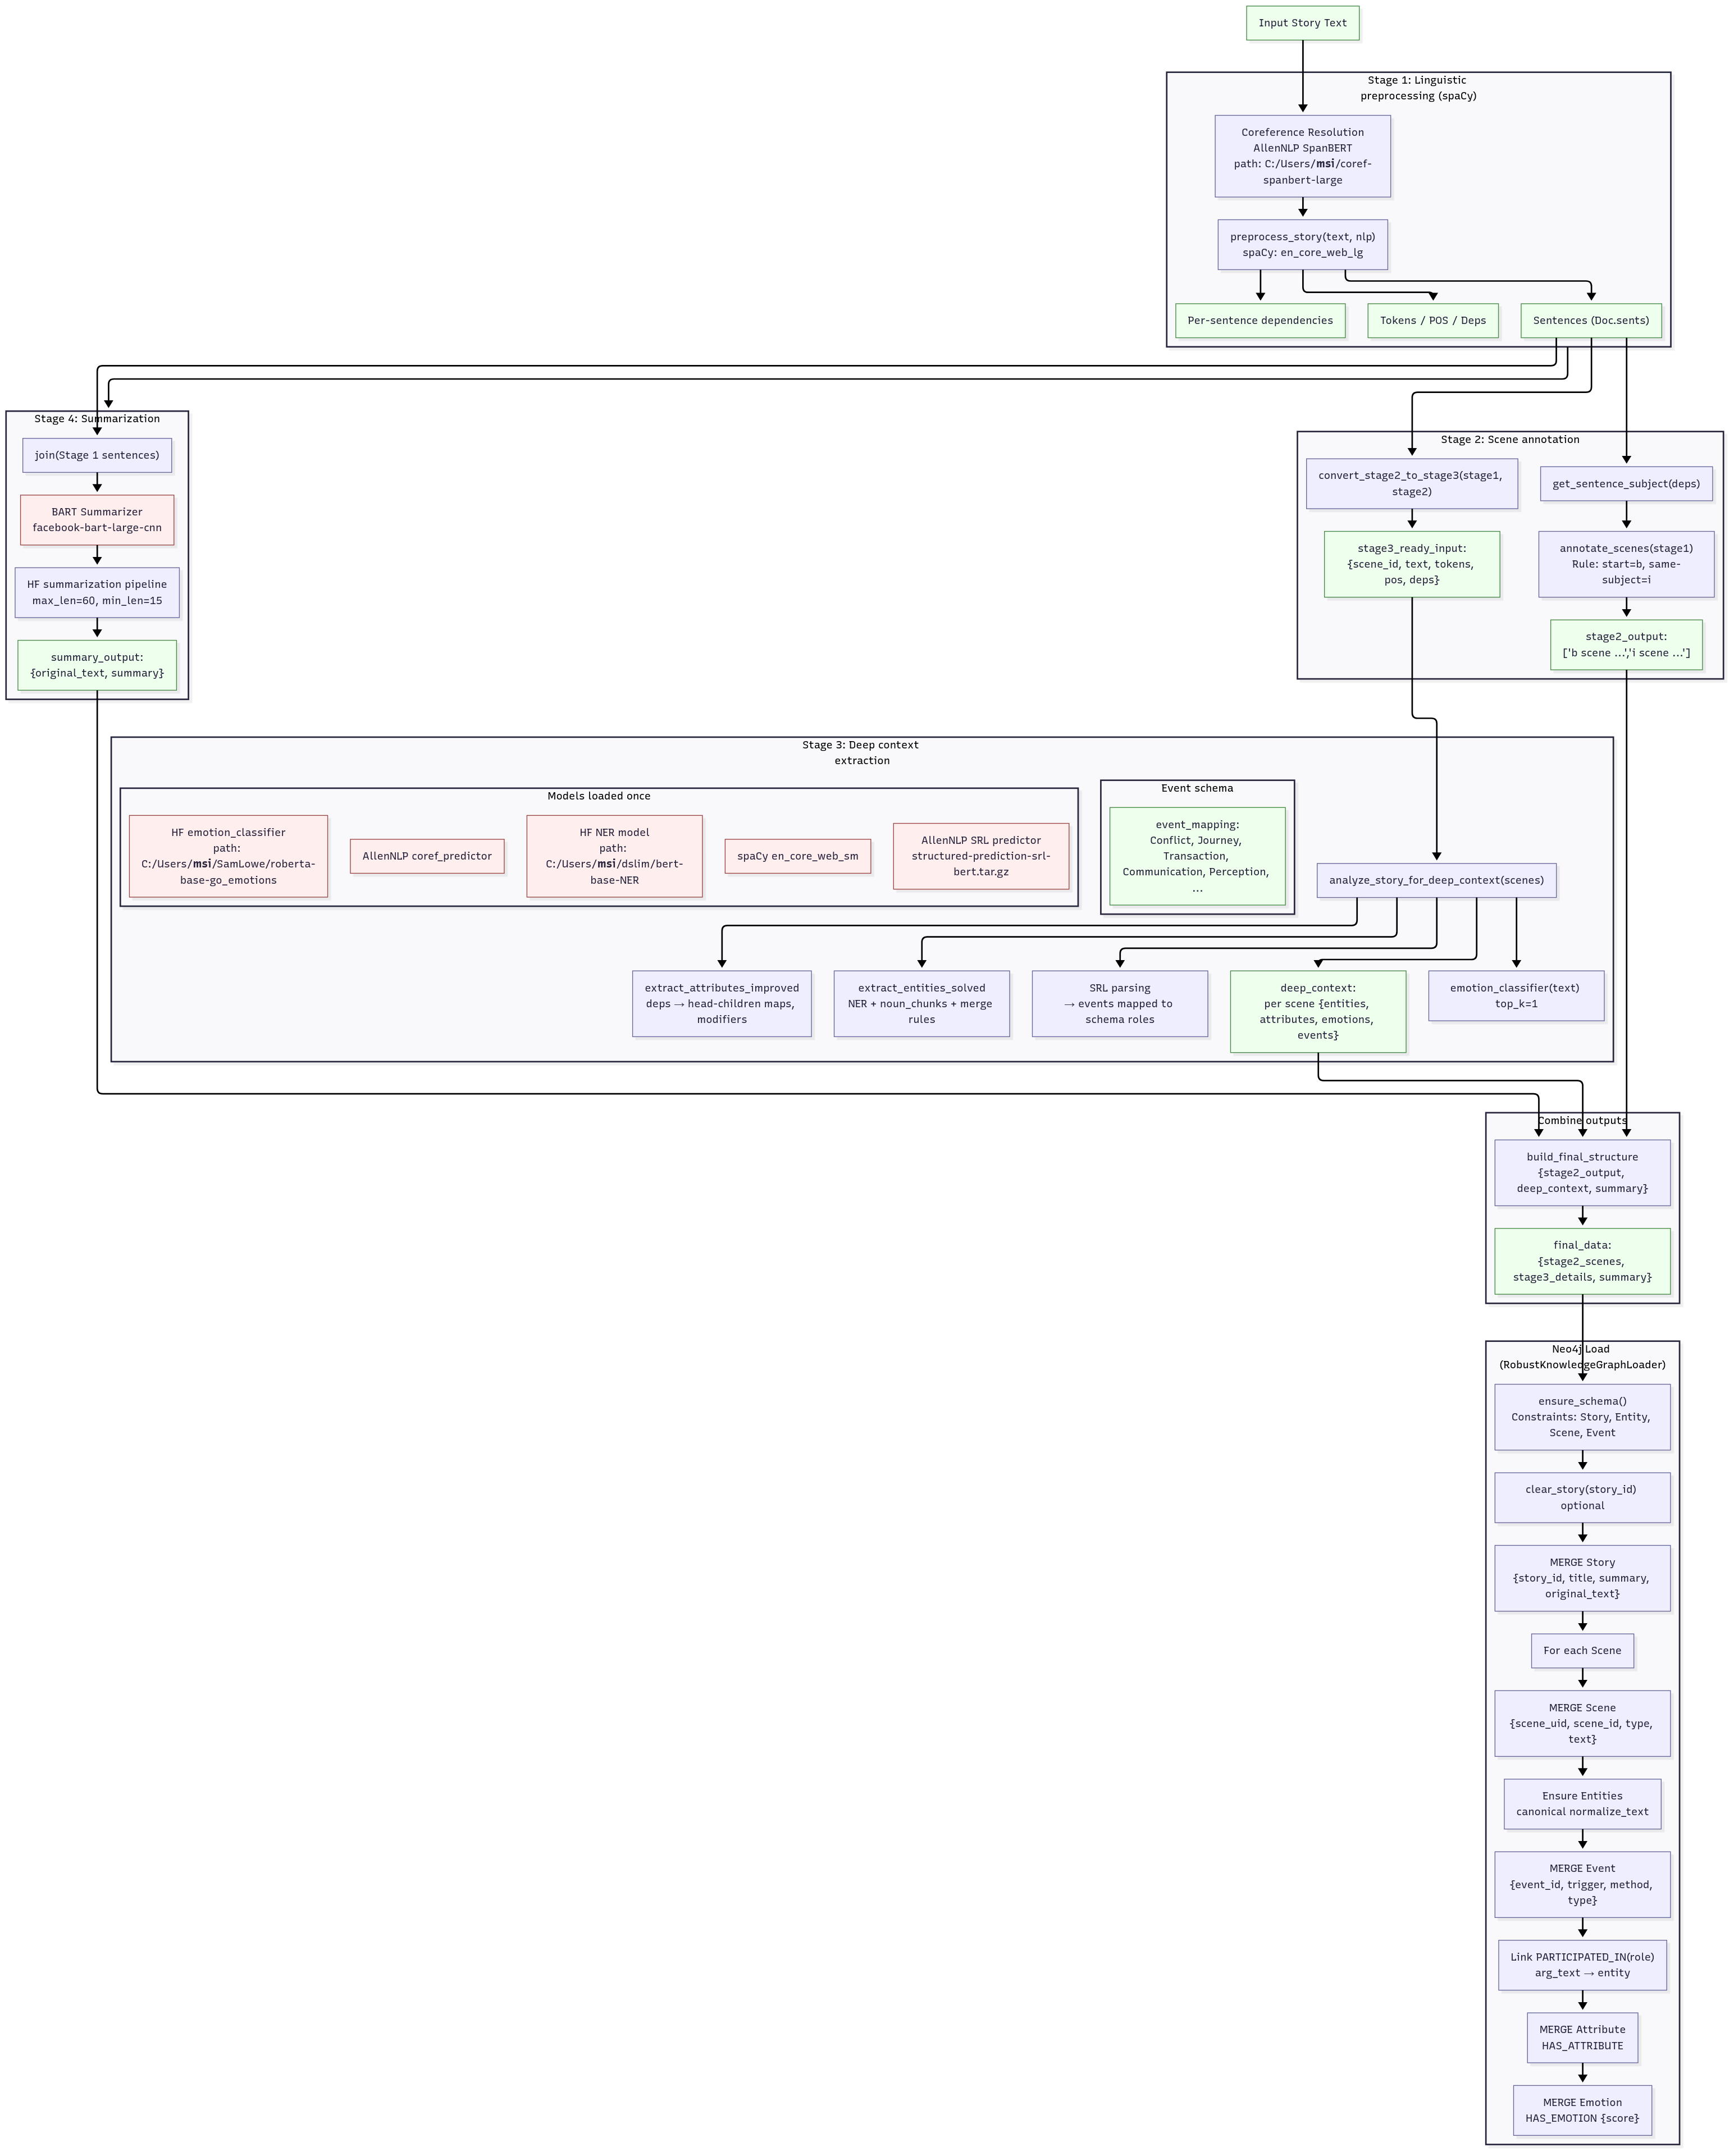 Input Story Text
Stage 1: Linguistic
preprocessing (spaCy)
Coreference Resolution
AllenNLP SpanBERT
path: C:/Users/msi/coref-
spanbert-large
preprocess_story(text, nlp)
spaCy: en_core_web_lg
Per-sentence dependencies
Tokens / POS / Deps
Sentences (Doc.sents)
Stage 4: Summarization
join(Stage 1 sentences)
BART Summarizer
facebook-bart-large-cnn
HF summarization pipeline
max_len=60, min_len=15
summary_output:
{original_text, summary}
Stage 2: Scene annotation
convert_stage2_to_stage3(stage1,
stage2)
stage3_ready_input:
{scene_id, text, tokens,
pos, deps}
get_sentence_subject(deps)
annotate_scenes(stage1)
Rule: start=b, same-
subject=i
stage2_output:
['b scene ...','i scene ...']
Stage 3: Deep context
extraction
Models loaded once
HF emotion_classifier
path:
C:/Users/msi/SamLowe/roberta-
base-go_emotions
AllenNLP coref_predictor
HF NER model
path:
C:/Users/msi/dslim/bert-
base-NER
spaCy en_core_web_sm
AllenNLP SRL predictor
structured-prediction-srl-
bert.tar.gz
Event schema
event_mapping:
Conflict, Journey,
Transaction,
Communication, Perception,
...
analyze_story_for_deep_context(scenes)
extract_attributes_improved
deps → head-children maps,
modifiers
extract_entities_solved
NER + noun_chunks + merge
rules
SRL parsing
→ events mapped to
schema roles
deep_context:
per scene {entities,
attributes, emotions,
events}
emotion_classifier(text)
top_k=1
Combine outputs
build_final_structure
{stage2_output,
deep_context, summary}
final_data:
{stage2_scenes,
stage3_details, summary}
Neo4j Load
(RobustKnowledgeGraphLoader)
ensure_schema()
Constraints: Story, Entity,
Scene, Event
clear_story(story_id)
optional
MERGE Story
{story_id, title, summary,
original_text}
For each Scene
MERGE Scene
{scene_uid, scene_id, type,
text}
Ensure Entities
canonical normalize_text
MERGE Event
{event_id, trigger, method,
type}
Link PARTICIPATED_IN(role)
arg_text → entity
MERGE Attribute
HAS_ATTRIBUTE
MERGE Emotion
HAS_EMOTION {score}